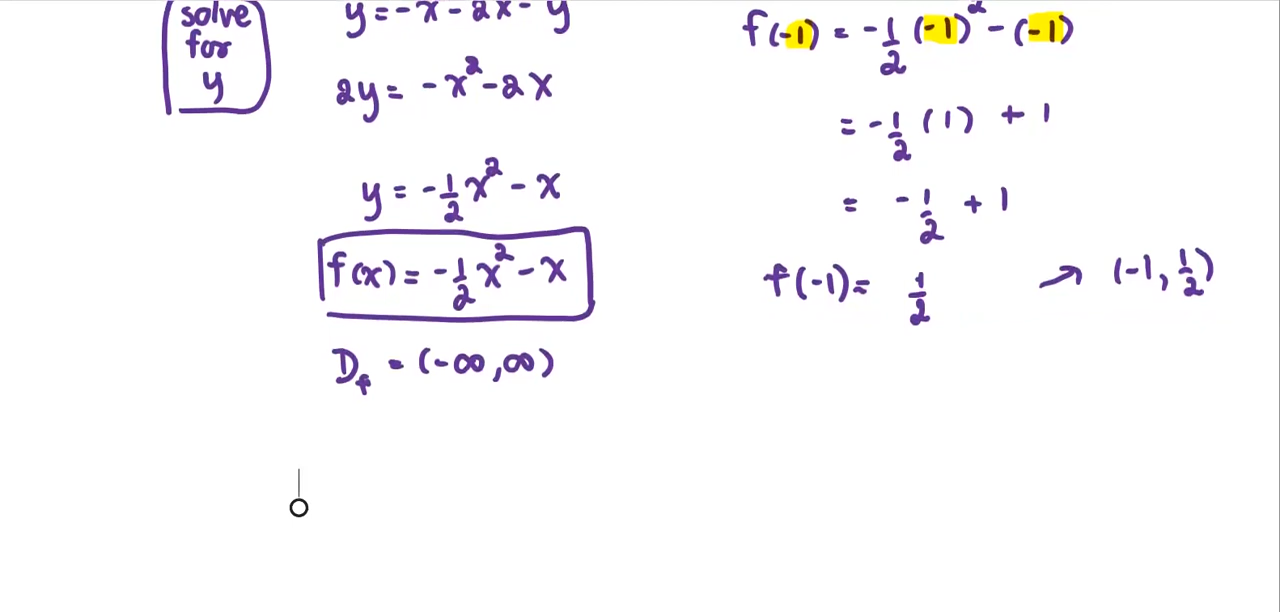 solve
for
y
y = -x - 2x - y
2y = -x² - 2x
y = -1/2 x² - x
f(x) = -1/2 x² - x
D_f = (-∞, ∞)
f(-1) = -1/2 (-1)² - (-1)
= -1/2 (1) + 1
= -1/2 + 1
f(-1) = 1/2 → (-1, 1/2)